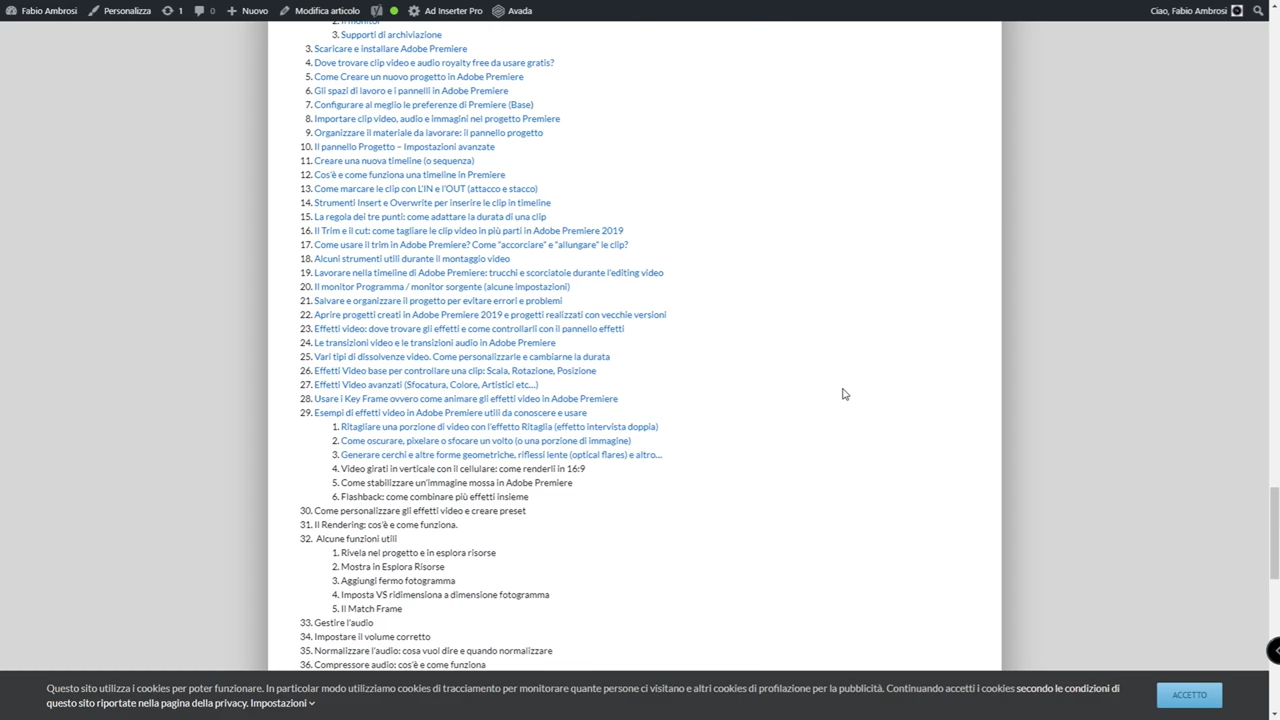 Fabio Ambrosi Personalizza 1 0 Nuovo Modifica articolo Ad Inserter Pro Avada Ciao, Fabio Ambrosi
2. Il monitor
3. Supporti di archiviazione
3. Scaricare e installare Adobe Premiere
4. Dove trovare clip video e audio royalty free da usare gratis?
5. Come Creare un nuovo progetto in Adobe Premiere
6. Gli spazi di lavoro e i pannelli in Adobe Premiere
7. Configurare al meglio le preferenze di Premiere (Base)
8. Importare clip video, audio e immagini nel progetto Premiere
9. Organizzare il materiale da lavorare: il pannello progetto
10. Il pannello Progetto – Impostazioni avanzate
11. Creare una nuova timeline (o sequenza)
12. Cos'è e come funziona una timeline in Premiere
13. Come marcare le clip con L'IN e l'OUT (attacco e stacco)
14. Strumenti Insert e Overwrite per inserire le clip in timeline
15. La regola dei tre punti: come adattare la durata di una clip
16. Il Trim e il cut: come tagliare le clip video in più parti in Adobe Premiere 2019
17. Come usare il trim in Adobe Premiere? Come "accorciare" e "allungare" le clip?
18. Alcuni strumenti utili durante il montaggio video
19. Lavorare nella timeline di Adobe Premiere: trucchi e scorciatoie durante l'editing video
20. Il monitor Programma / monitor sorgente (alcune impostazioni)
21. Salvare e organizzare il progetto per evitare errori e problemi
22. Aprire progetti creati in Adobe Premiere 2019 e progetti realizzati con vecchie versioni
23. Effetti video: dove trovare gli effetti e come controllarli con il pannello effetti
24. Le transizioni video e le transizioni audio in Adobe Premiere
25. Vari tipi di dissolvenze video. Come personalizzarle e cambiarne la durata
26. Effetti Video base per controllare una clip: Scala, Rotazione, Posizione
27. Effetti Video avanzati (Sfocatura, Colore, Artistici etc...)
28. Usare i Key Frame ovvero come animare gli effetti video in Adobe Premiere
29. Esempi di effetti video in Adobe Premiere utili da conoscere e usare
1. Ritagliare una porzione di video con l'effetto Ritaglia (effetto intervista doppia)
2. Come oscurare, pixelare o sfocare un volto (o una porzione di immagine)
3. Generare cerchi e altre forme geometriche, riflessi lente (optical flares) e altro...
4. Video girati in verticale con il cellulare: come renderli in 16:9
5. Come stabilizzare un'immagine mossa in Adobe Premiere
6. Flashback: come combinare più effetti insieme
30. Come personalizzare gli effetti video e creare preset
31. Il Rendering: cos'è e come funziona.
32. Alcune funzioni utili
1. Rivela nel progetto e in esplora risorse
2. Mostra in Esplora Risorse
3. Aggiungi fermo fotogramma
4. Imposta VS ridimensiona a dimensione fotogramma
5. Il Match Frame
33. Gestire l'audio
34. Impostare il volume corretto
35. Normalizzare l'audio: cosa vuol dire e quando normalizzare
36. Compressore audio: cos'è e come funziona
Questo sito utilizza i cookies per poter funzionare. In particolar modo utilizziamo cookies di tracciamento per monitorare quante persone ci visitano e altri cookies di profilazione per la pubblicità. Continuando accetti i cookies secondo le condizioni di
questo sito riportate nella pagina della privacy. Impostazioni
ACCETTO